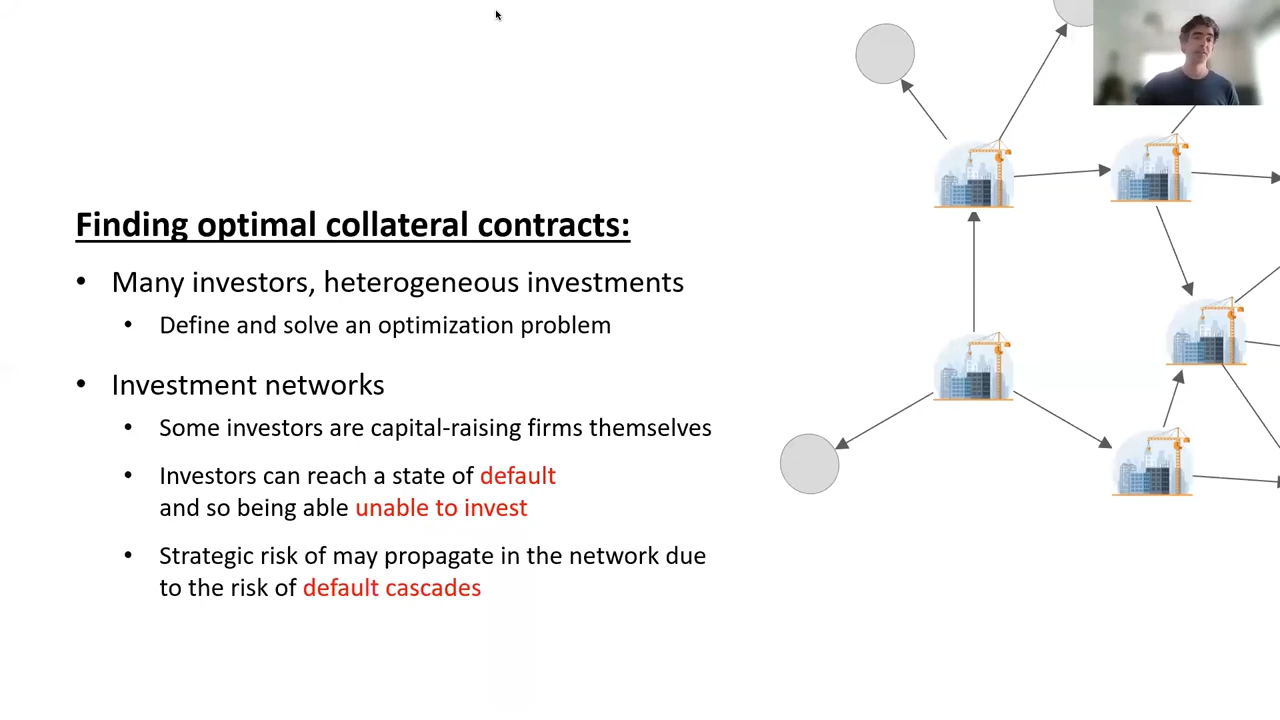 Finding optimal collateral contracts:
• Many investors, heterogeneous investments
• Define and solve an optimization problem
• Investment networks
• Some investors are capital-raising firms themselves
• Investors can reach a state of default
and so being able unable to invest
• Strategic risk of may propagate in the network due
to the risk of default cascades